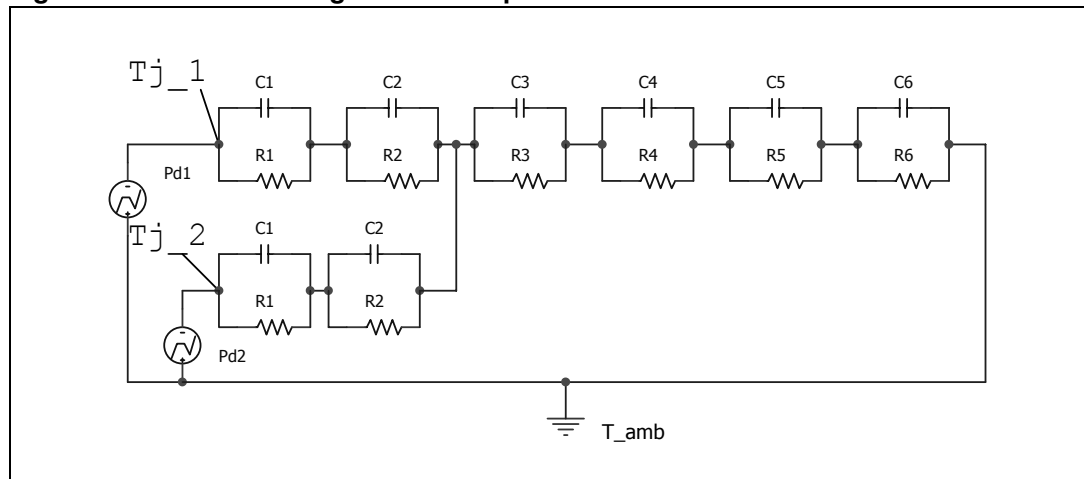 Tj_1
C1 C2 C3 C4 C5 C6
R1 R2 R3 R4 R5 R6
Pd1
Tj_2
C1 C2
R1 R2
Pd2
T_amb